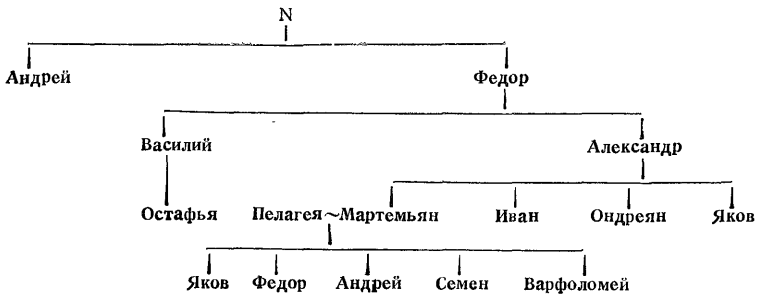 N
Андрей Федор
Василий Александр
Остафья Пелагея~Мартемьян Иван Ондреян Яков
Яков Федор Андрей Семен Варфоломей